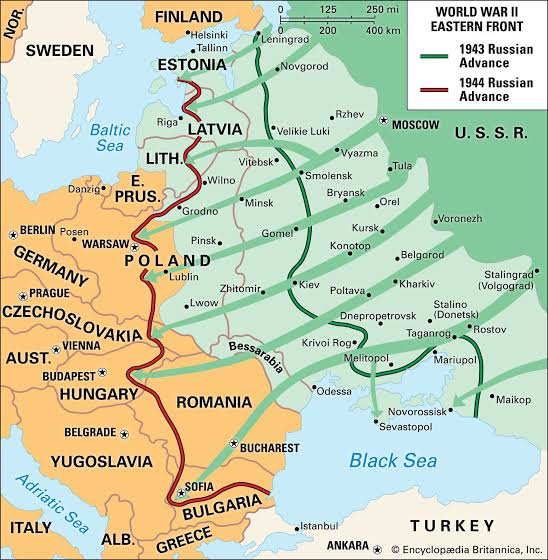 NOR.
SWEDEN
FINLAND
Helsinki
Tallinn
ESTONIA
Leningrad
Novgorod
0 125 250 mi
0 200 400 km
WORLD WAR II
EASTERN FRONT
1943 Russian
Advance
1944 Russian
Advance
Baltic
Sea
Riga
LATVIA
Velikie Luki
Rzhev
MOSCOW
U. S. S. R.
LITH.
Vitebsk
Vyazma
Tula
Smolensk
Danzig
E.
PRUS.
Wilno
Grodno
Minsk
Bryansk
Orel
BERLIN
Posen
WARSAW
Pinsk
Gomel
Kursk
Voronezh
Konotop
POLAND
GERMANY
Lublin
Belgorod
Stalingrad
(Volgograd)
PRAGUE
Lwow
Zhitomir
Kiev
Poltava
Kharkiv
CZECHOSLOVAKIA
Dnepropetrovsk
Stalino
(Donetsk)
Taganrog
Rostov
AUST.
VIENNA
Bessarabia
Krivoi Rog
Melitopol
Mariupol
BUDAPEST
HUNGARY
ROMANIA
Odessa
Novorossisk
Maikop
Sevastopol
BELGRADE
BUCHAREST
YUGOSLAVIA
Black Sea
SOFIA
BULGARIA
Adriatic Sea
ITALY
ALB.
GREECE
Istanbul
TURKEY
ANKARA
© Encyclopædia Britannica, Inc.